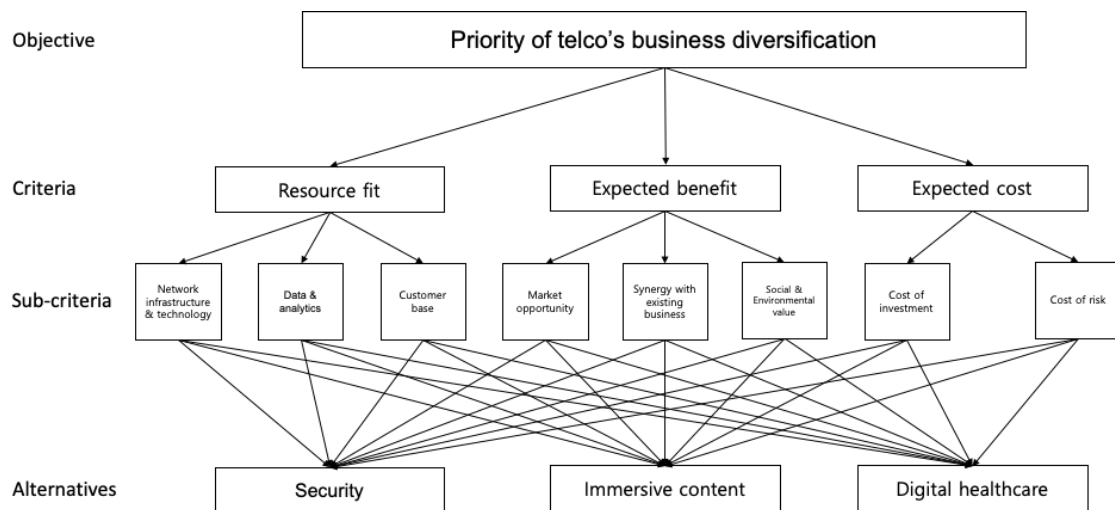 Objective
Priority of telco's business diversification
Criteria
Resource fit
Expected benefit
Expected cost
Sub-criteria
Network
infrastructure
& technology
Data &
analytics
Customer
base
Market
opportunity
Synergy with
existing
business
Social &
Environmental
value
Cost of
investment
Cost of risk
Alternatives
Security
Immersive content
Digital healthcare